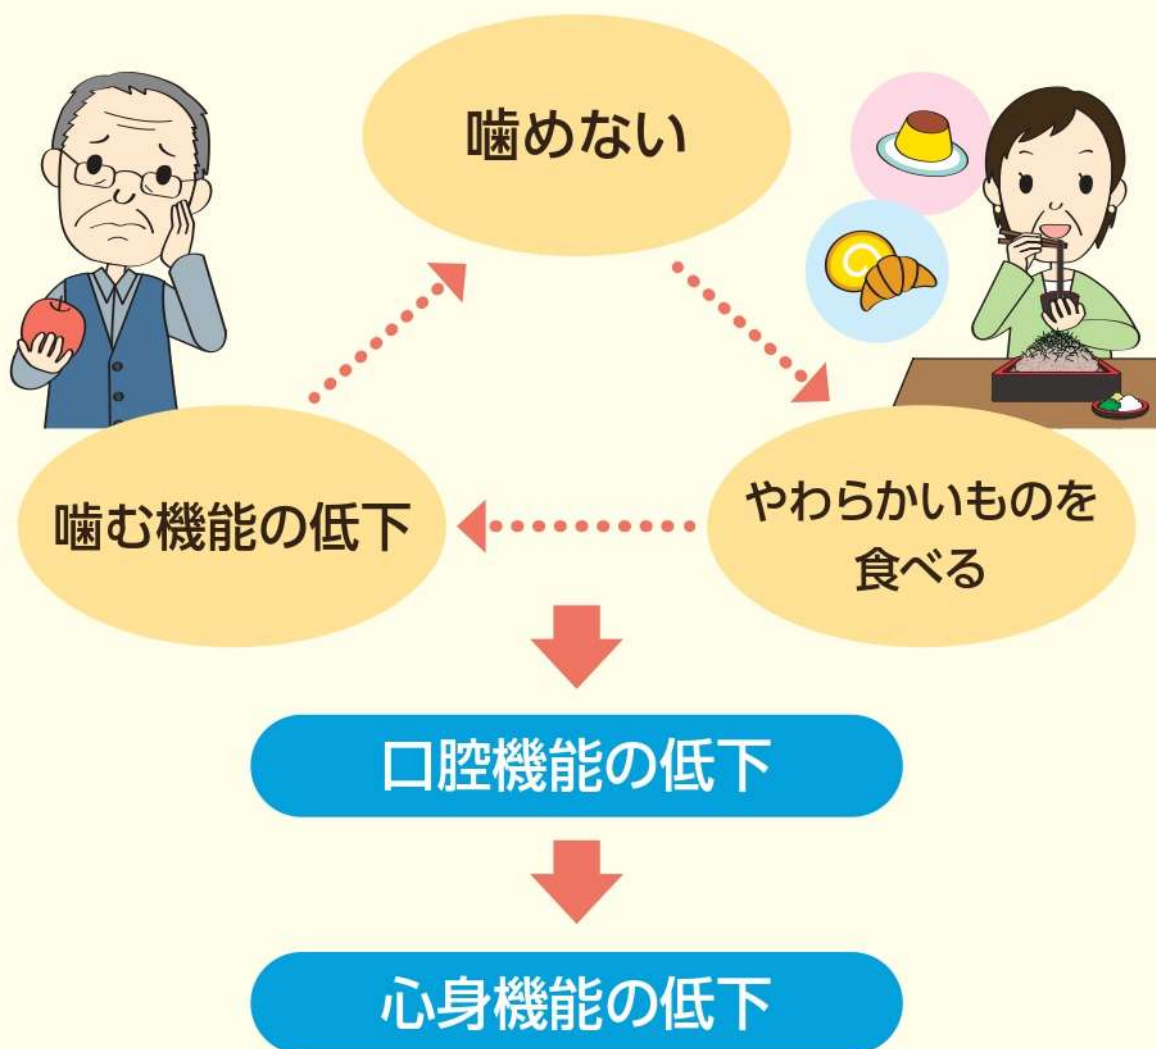 噛めない
やわらかいものを
食べる
噛む機能の低下
口腔機能の低下
心身機能の低下